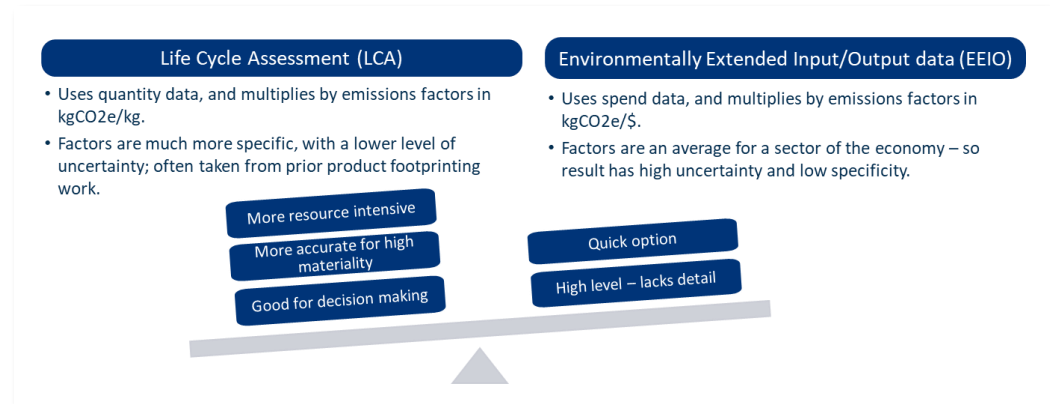 Life Cycle Assessment (LCA)
• Uses quantity data, and multiplies by emissions factors in
kgCO2e/kg.
• Factors are much more specific, with a lower level of
uncertainty; often taken from prior product footprinting
work.
Environmentally Extended Input/Output data (EEIO)
• Uses spend data, and multiplies by emissions factors in
kgCO2e/$.
• Factors are an average for a sector of the economy – so
result has high uncertainty and low specificity.
More resource intensive
More accurate for high
materiality
Good for decision making
Quick option
High level – lacks detail